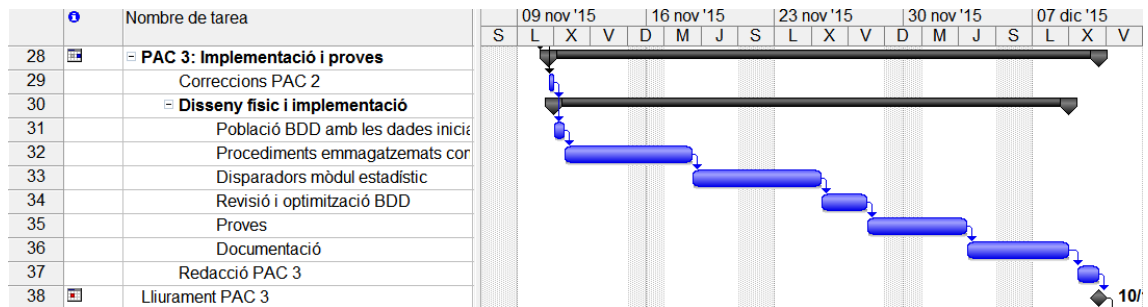 Nombre de tarea 09 nov '15 16 nov '15 23 nov '15 30 nov '15 07 dic '15
S L X V D M J S L X V D M J S L X V
28 PAC 3: Implementació i proves
29 Correccions PAC 2
30 Disseny físic i implementació
31 Població BDD amb les dades inicia
32 Procediments emmagatzemats cor
33 Disparadors mòdul estadístic
34 Revisió i optimització BDD
35 Proves
36 Documentació
37 Redacció PAC 3
38 Lliurament PAC 3 10/